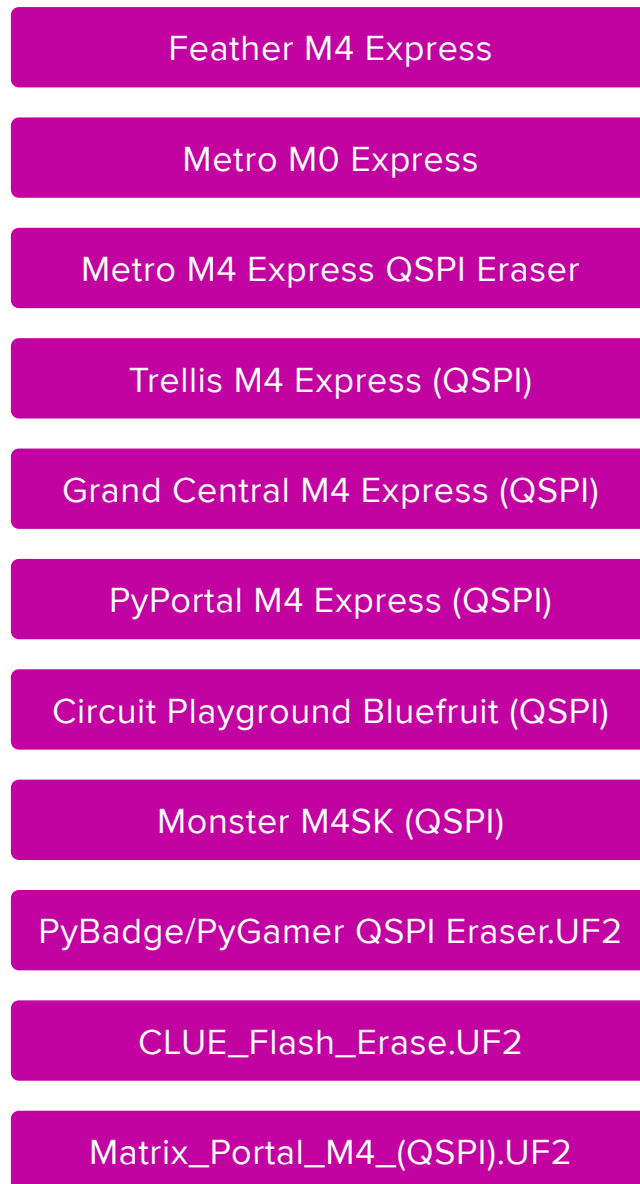 Feather M4 Express
Metro M0 Express
Metro M4 Express QSPI Eraser
Trellis M4 Express (QSPI)
Grand Central M4 Express (QSPI)
PyPortal M4 Express (QSPI)
Circuit Playground Bluefruit (QSPI)
Monster M4SK (QSPI)
PyBadge/PyGamer QSPI Eraser.UF2
CLUE_Flash_Erase.UF2
Matrix_Portal_M4_(QSPI).UF2